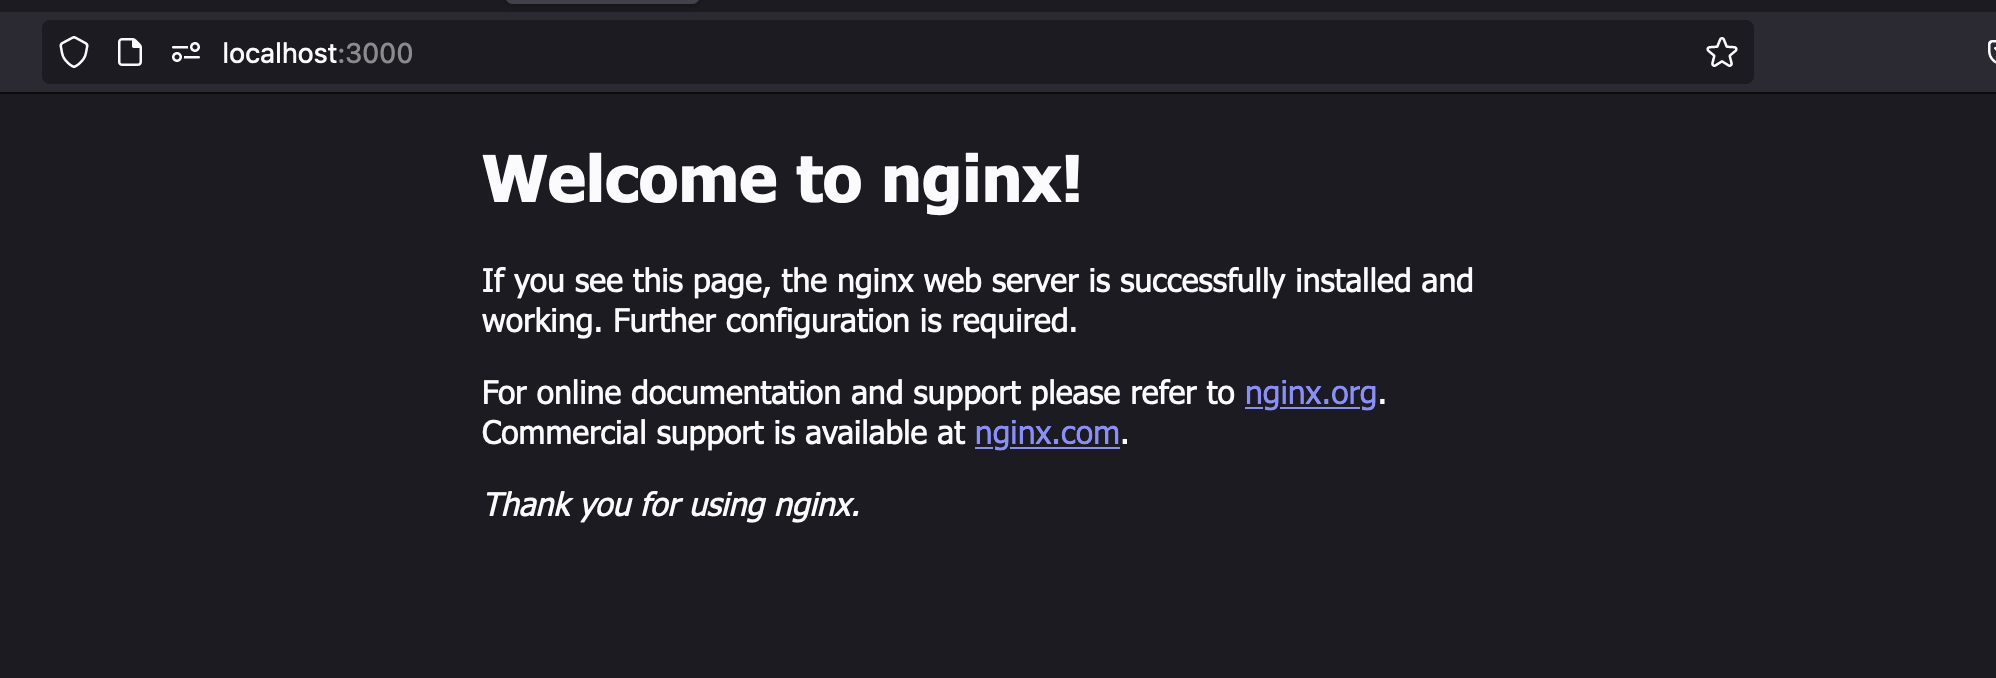 localhost:3000
Welcome to nginx!
If you see this page, the nginx web server is successfully installed and
working. Further configuration is required.
For online documentation and support please refer to nginx.org.
Commercial support is available at nginx.com.
Thank you for using nginx.